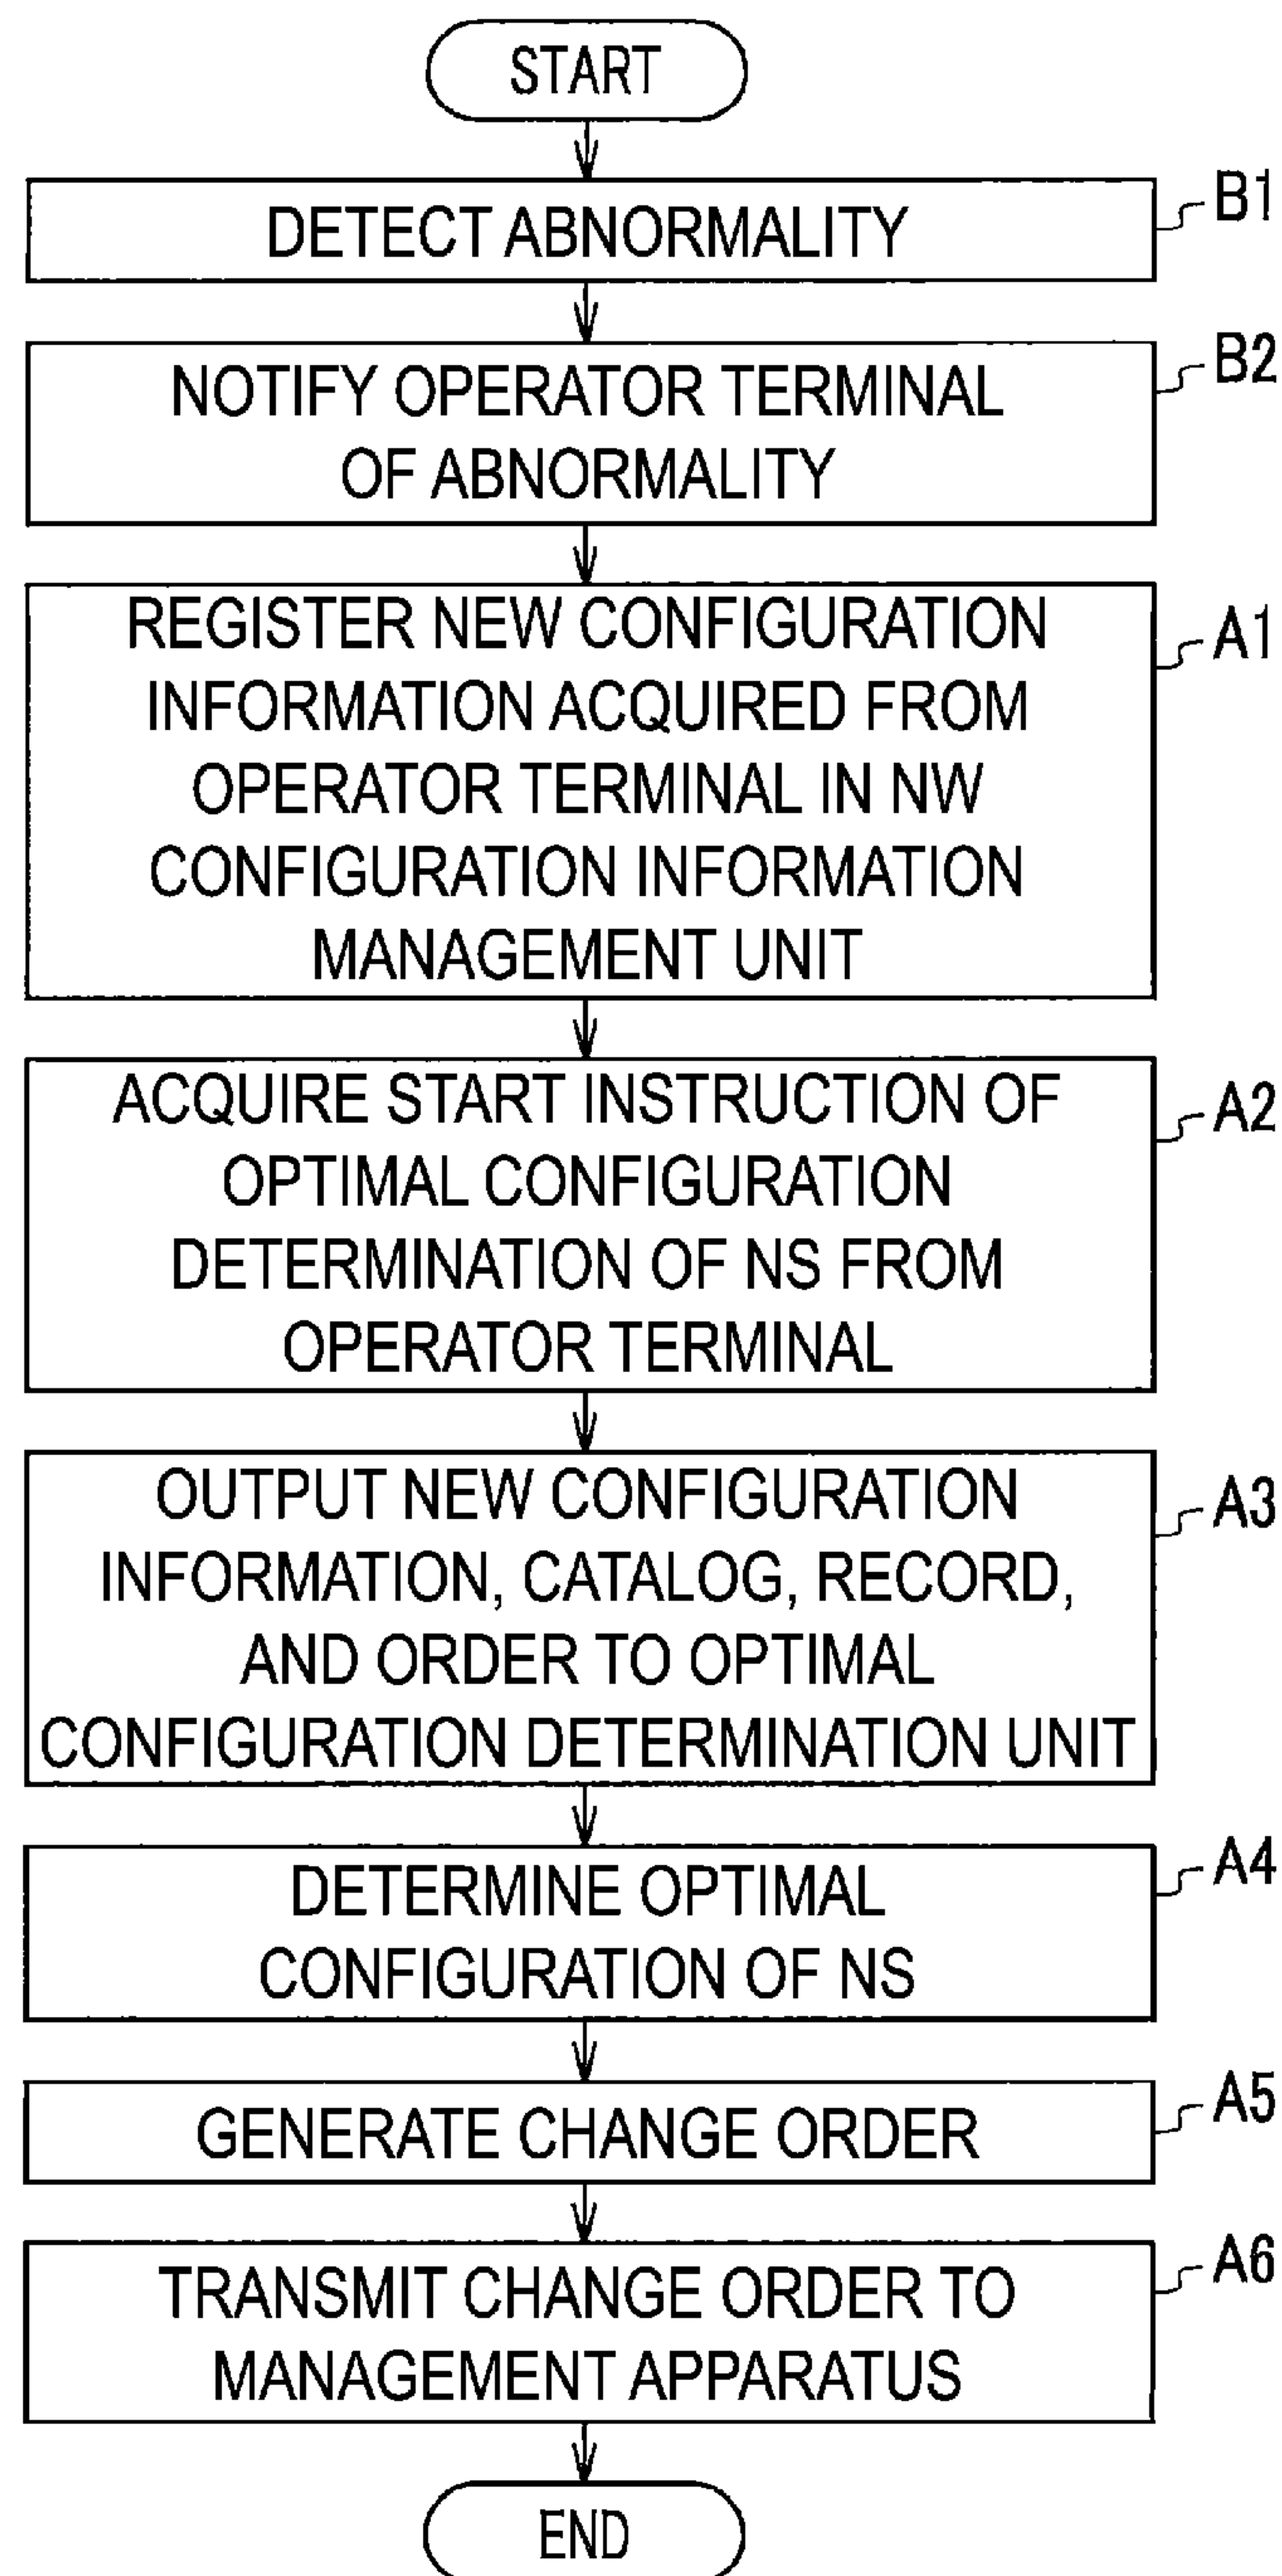 START
DETECT ABNORMALITY
B1
NOTIFY OPERATOR TERMINAL
OF ABNORMALITY
B2
REGISTER NEW CONFIGURATION
INFORMATION ACQUIRED FROM
OPERATOR TERMINAL IN NW
CONFIGURATION INFORMATION
MANAGEMENT UNIT
A1
ACQUIRE START INSTRUCTION OF
OPTIMAL CONFIGURATION
DETERMINATION OF NS FROM
OPERATOR TERMINAL
A2
OUTPUT NEW CONFIGURATION
INFORMATION, CATALOG, RECORD,
AND ORDER TO OPTIMAL
CONFIGURATION DETERMINATION UNIT
A3
DETERMINE OPTIMAL
CONFIGURATION OF NS
A4
GENERATE CHANGE ORDER
A5
TRANSMIT CHANGE ORDER TO
MANAGEMENT APPARATUS
A6
END